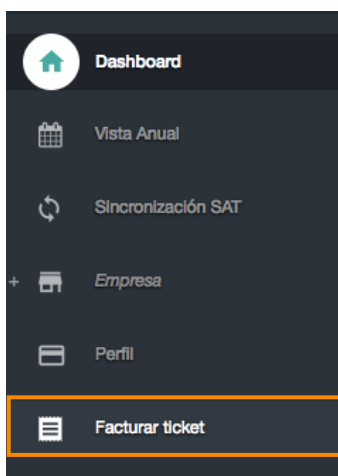 Dashboard
Vista Anual
Sincronización SAT
+ Empresa
Perfil
Facturar ticket